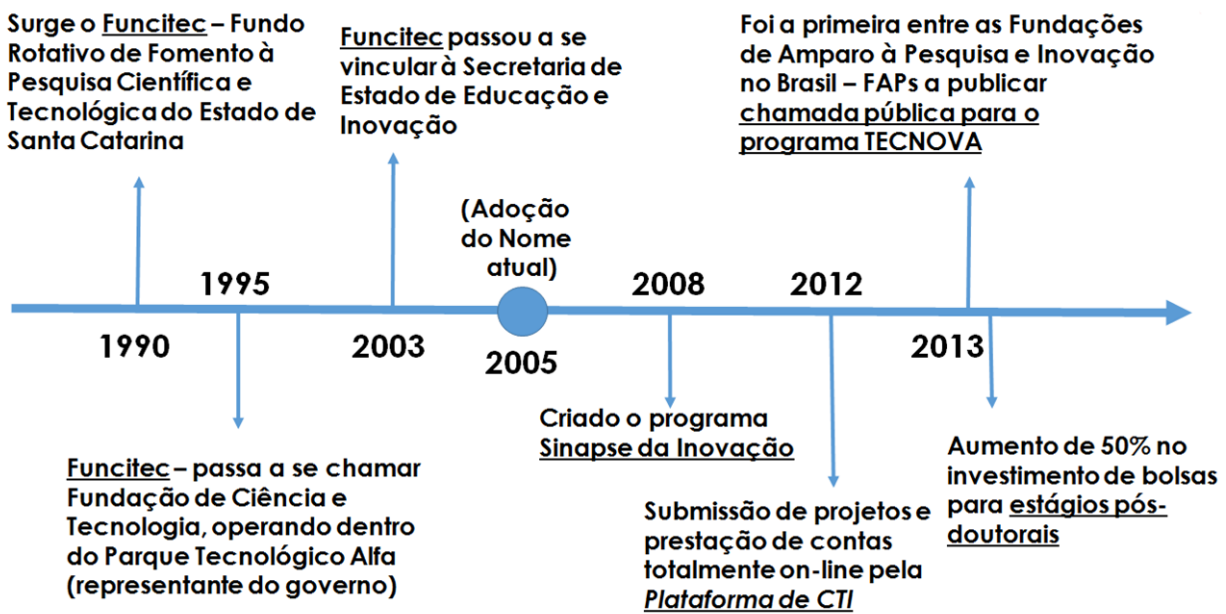 Surge o Funcitec – Fundo
Rotativo de Fomento à
Pesquisa Científica e
Tecnológica do Estado de
Santa Catarina
Funcitec passou a se
vincular à Secretaria de
Estado de Educação e
Inovação
Foi a primeira entre as Fundações
de Amparo à Pesquisa e Inovação
no Brasil – FAPs a publicar
chamada pública para o
programa TECNOVA
(Adoção
do Nome
atual)
1995
2008
2012
1990
2003
2005
2013
Funcitec – passa a se chamar
Fundação de Ciência e
Tecnologia, operando dentro
do Parque Tecnológico Alfa
(representante do governo)
Criado o programa
Sinapse da Inovação
Submissão de projetos e
prestação de contas
totalmente on-line pela
Plataforma de CTI
Aumento de 50% no
investimento de bolsas
para estágios pós-
doutorais